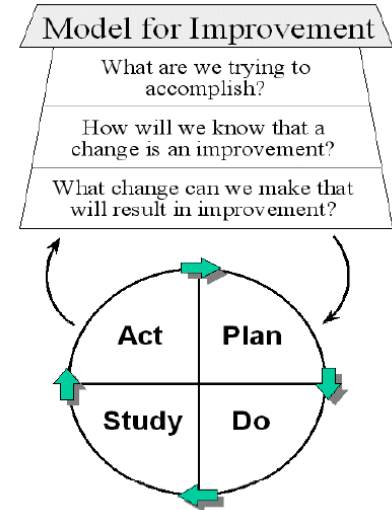 Model for Improvement
What are we trying to
accomplish?
How will we know that a
change is an improvement?
What change can we make that
will result in improvement?
Act
Plan
Study
Do